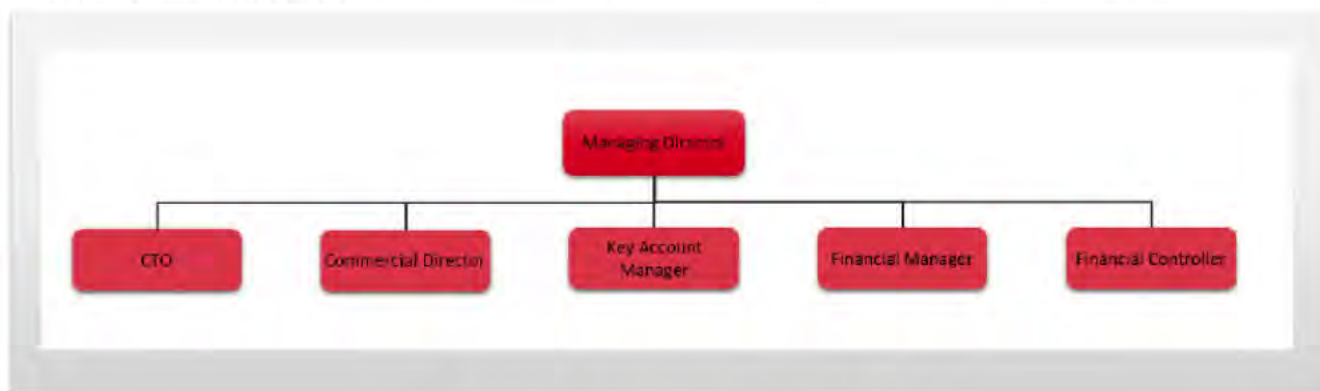 Managing Director
CTO
Commercial Director
Key Account
Manager
Financial Manager
Financial Controller